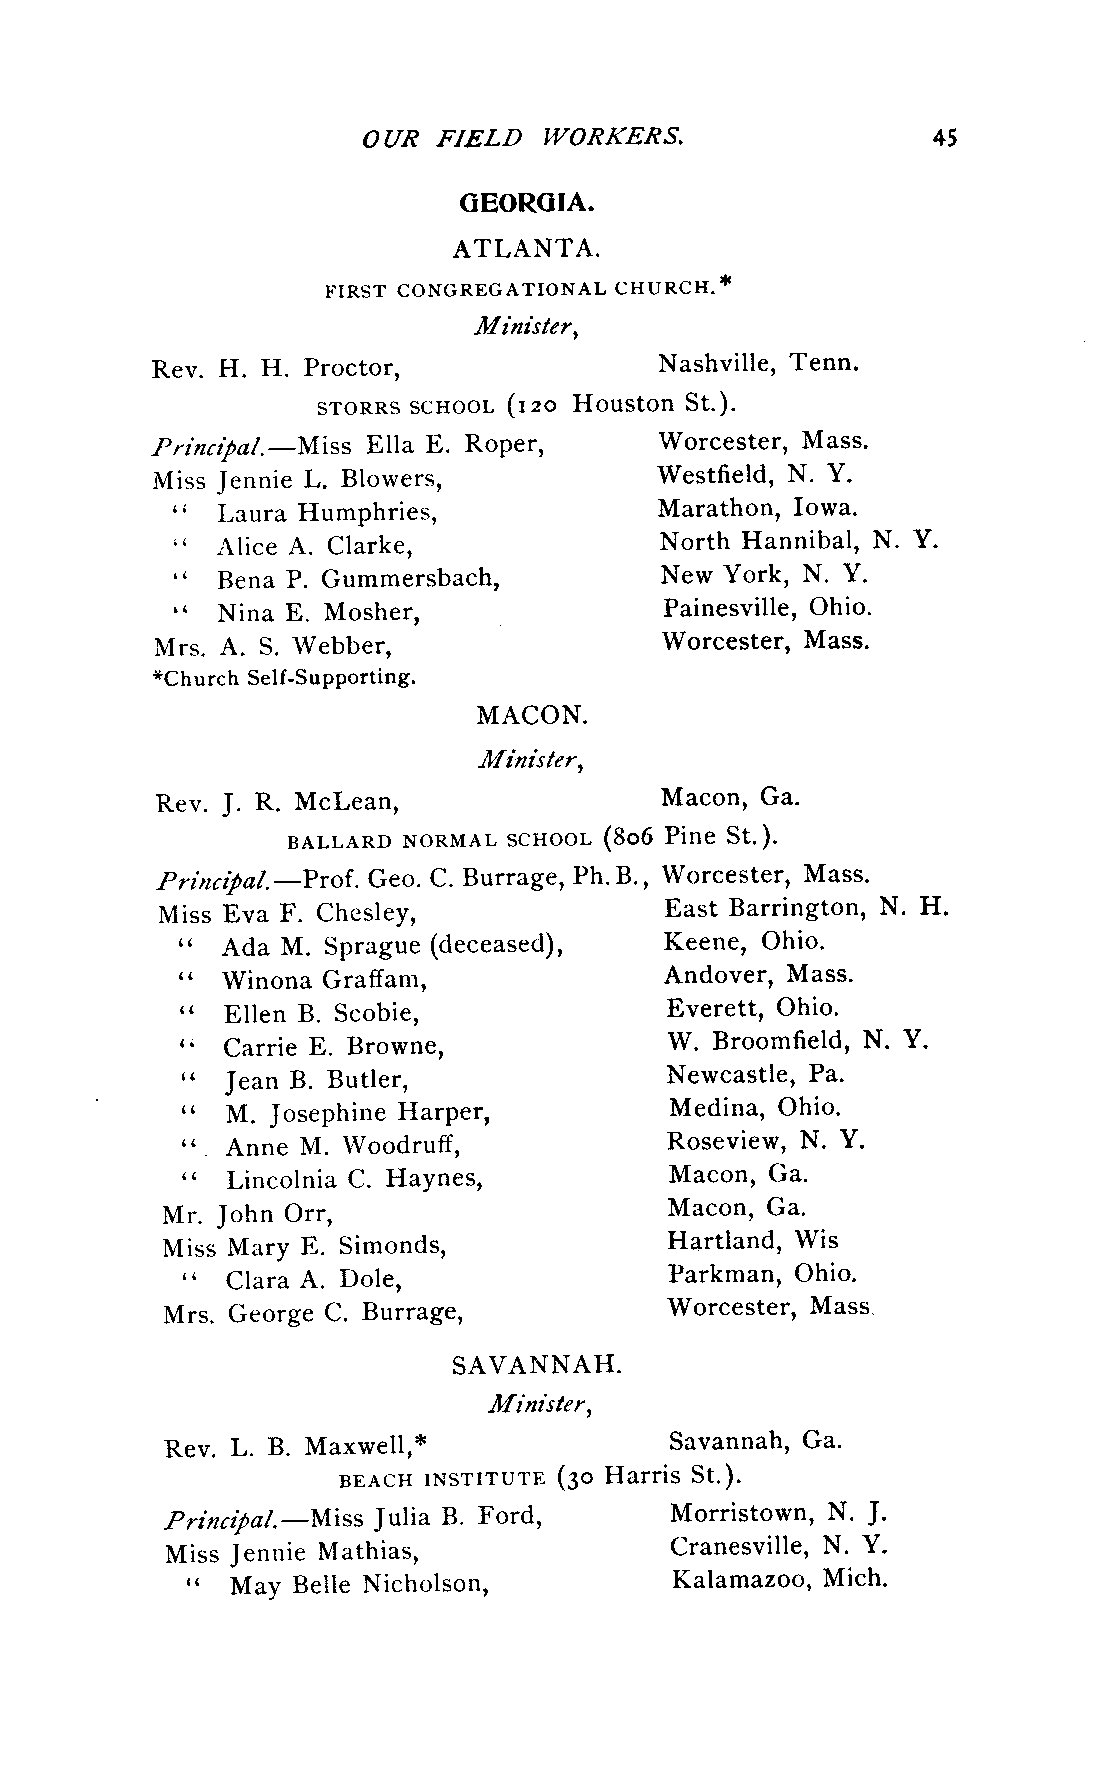 OUR FIELD WORKERS. 45
GEORGIA.
ATLANTA.
FIRST CONGREGATIONAL CHURCH.*
Minister,
Rev. H. H. Proctor, Nashville, Tenn.
STORRS SCHOOL (120 Houston St.).
Principal.—Miss Ella E. Roper, Worcester, Mass.
Miss Jennie L. Blowers, Westfield, N. Y.
“ Laura Humphries, Marathon, Iowa.
“ Alice A. Clarke, North Hannibal, N. Y.
“ Bena P. Gummersbach, New York, N. Y.
“ Nina E. Mosher, Painesville, Ohio.
Mrs. A. S. Webber, Worcester, Mass.
*Church Self-Supporting.
MACON.
Minister,
Rev. J. R. McLean, Macon, Ga.
BALLARD NORMAL SCHOOL (806 Pine St.).
Principal.—Prof. Geo. C. Burrage, Ph. B., Worcester, Mass.
Miss Eva F. Chesley, East Barrington, N. H.
“ Ada M. Sprague (deceased), Keene, Ohio.
“ Winona Graffam, Andover, Mass.
“ Ellen B. Scobie, Everett, Ohio.
“ Carrie E. Browne, W. Broomfield, N. Y.
“ Jean B. Butler, Newcastle, Pa.
“ M. Josephine Harper, Medina, Ohio.
“ Anne M. Woodruff, Roseview, N. Y.
“ Lincolnia C. Haynes, Macon, Ga.
Mr. John Orr, Macon, Ga.
Miss Mary E. Simonds, Hartland, Wis
“ Clara A. Dole, Parkman, Ohio.
Mrs. George C. Burrage, Worcester, Mass.
SAVANNAH.
Minister,
Rev. L. B. Maxwell,* Savannah, Ga.
BEACH INSTITUTE (30 Harris St.).
Principal.—Miss Julia B. Ford, Morristown, N. J.
Miss Jennie Mathias, Cranesville, N. Y.
“ May Belle Nicholson, Kalamazoo, Mich.